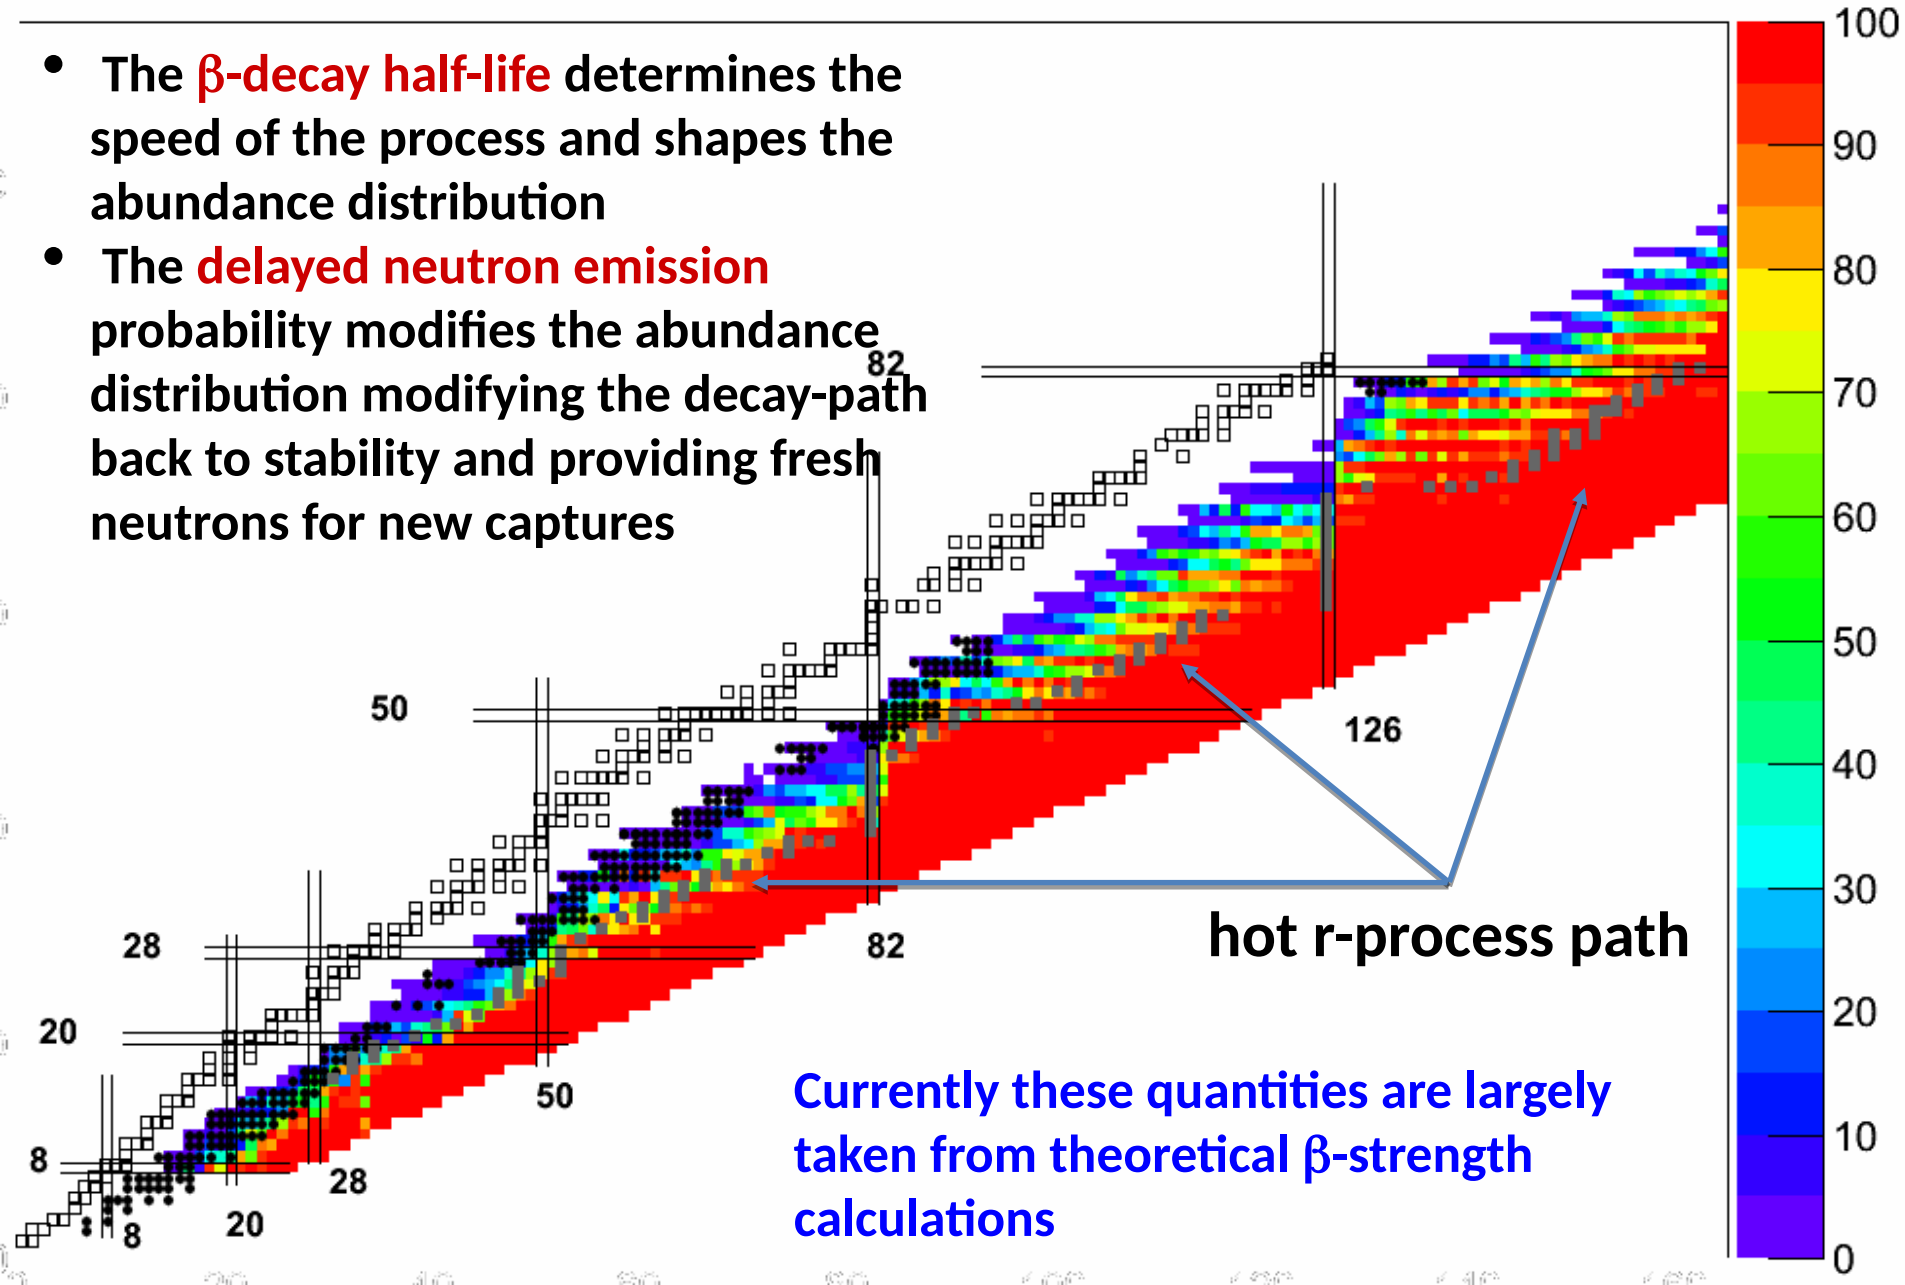 • The β-decay half-life determines the
speed of the process and shapes the
abundance distribution
• The delayed neutron emission
probability modifies the abundance
distribution modifying the decay-path
back to stability and providing fresh
neutrons for new captures
82
50
28
20
8
126
82
50
28
20
8
hot r-process path
Currently these quantities are largely
taken from theoretical β-strength
calculations
100
90
80
70
60
50
40
30
20
10
0